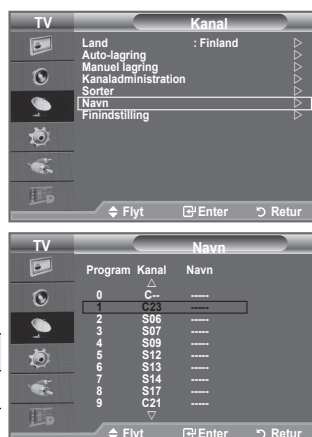 TV Kanal
Land : Finland
Auto-lagring
Manuel lagring
Kanaladministration
Sorter
Navn
Finindstilling
Flyt Enter Retur
TV Navn
Program Kanal Navn
0 C-- -----
1 C23 -----
2 S06 -----
3 S07 -----
4 S09 -----
5 S12 -----
6 S13 -----
7 S14 -----
8 S17 -----
9 C21 -----
Flyt Enter Retur